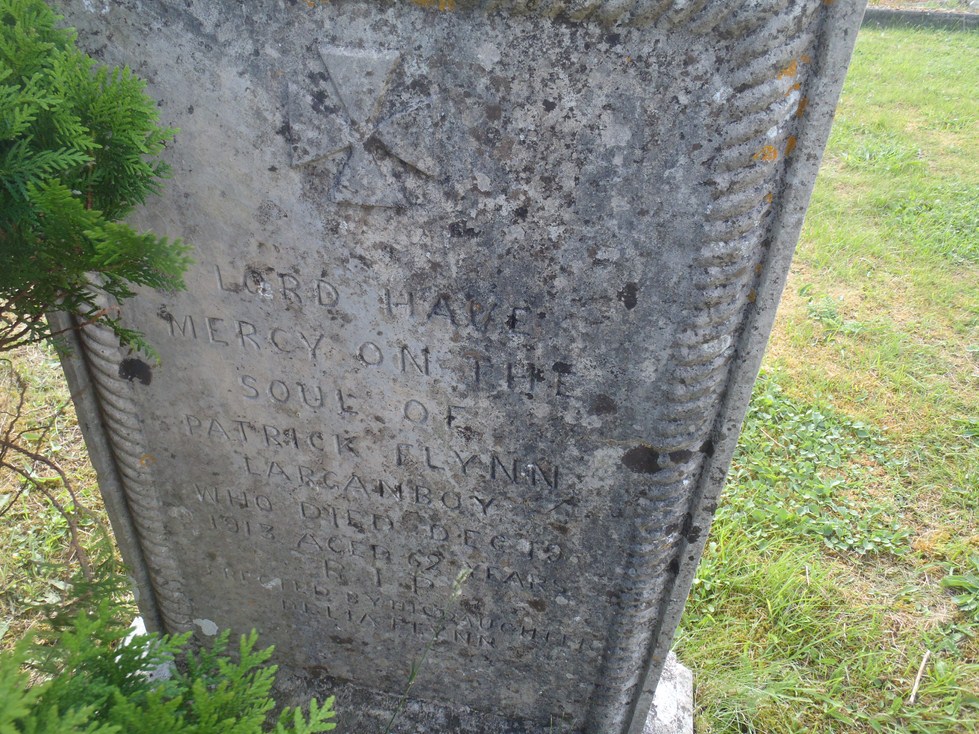 LORD HAVE
MERCY ON THE
SOUL OF
PATRICK FLYNN
LARGANBOY
WHO DIED DEC 19
1913 AGED 62 YEARS
R.I.P.
ERECTED BY HIS DAUGHTER
DELIA FLYNN